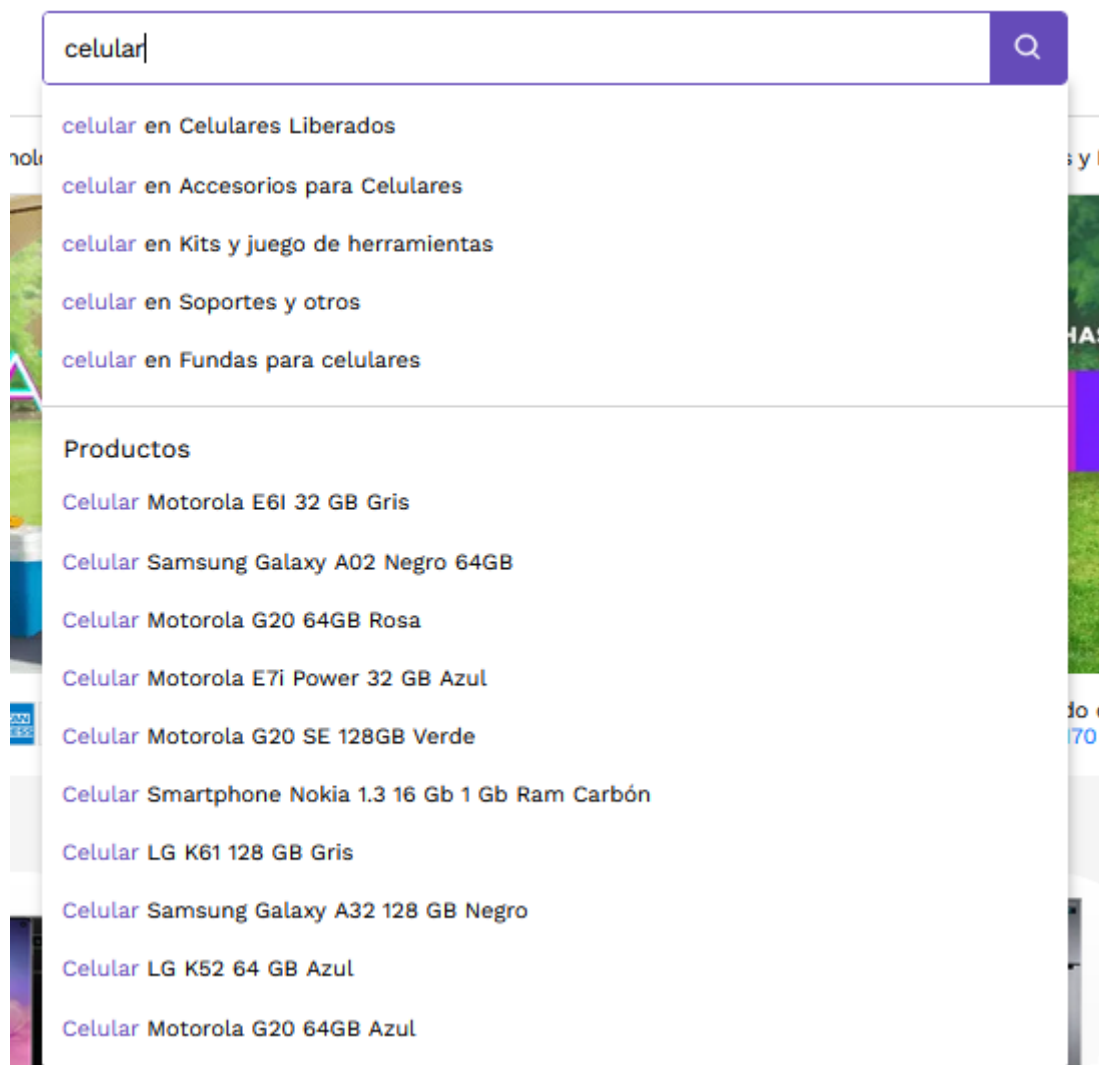 celular
celular en Celulares Liberados
celular en Accesorios para Celulares
celular en Kits y juego de herramientas
celular en Soportes y otros
celular en Fundas para celulares
Productos
Celular Motorola E6I 32 GB Gris
Celular Samsung Galaxy A02 Negro 64GB
Celular Motorola G20 64GB Rosa
Celular Motorola E7i Power 32 GB Azul
Celular Motorola G20 SE 128GB Verde
Celular Smartphone Nokia 1.3 16 Gb 1 Gb Ram Carbón
Celular LG K61 128 GB Gris
Celular Samsung Galaxy A32 128 GB Negro
Celular LG K52 64 GB Azul
Celular Motorola G20 64GB Azul